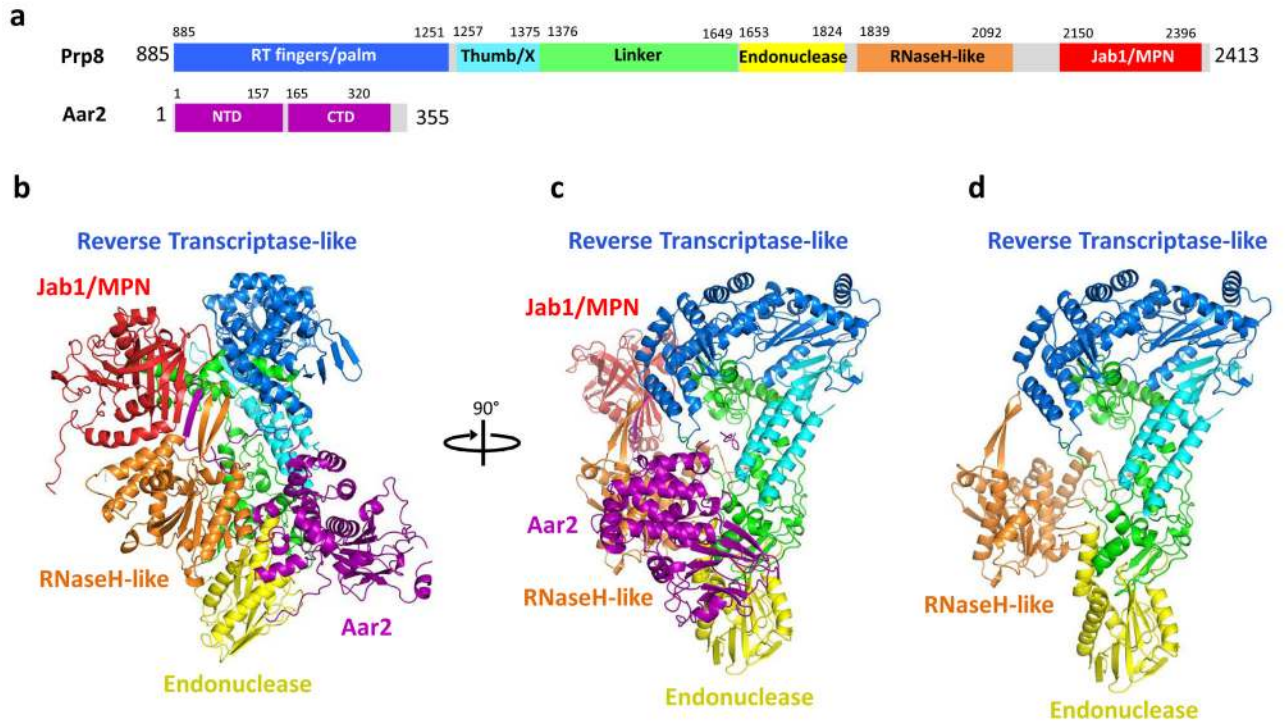 a
885 1251 1257 1375 1376 1649 1653 1824 1839 2092 2150 2396
Prp8 885 RT fingers/palm Thumb/X Linker Endonuclease RNaseH-like Jab1/MPN 2413
1 157 165 320
Aar2 1 NTD CTD 355
b
Reverse Transcriptase-like
Jab1/MPN
RNaseH-like
Aar2
Endonuclease
90°
c
Reverse Transcriptase-like
Jab1/MPN
Aar2
RNaseH-like
Endonuclease
d
Reverse Transcriptase-like
RNaseH-like
Endonuclease